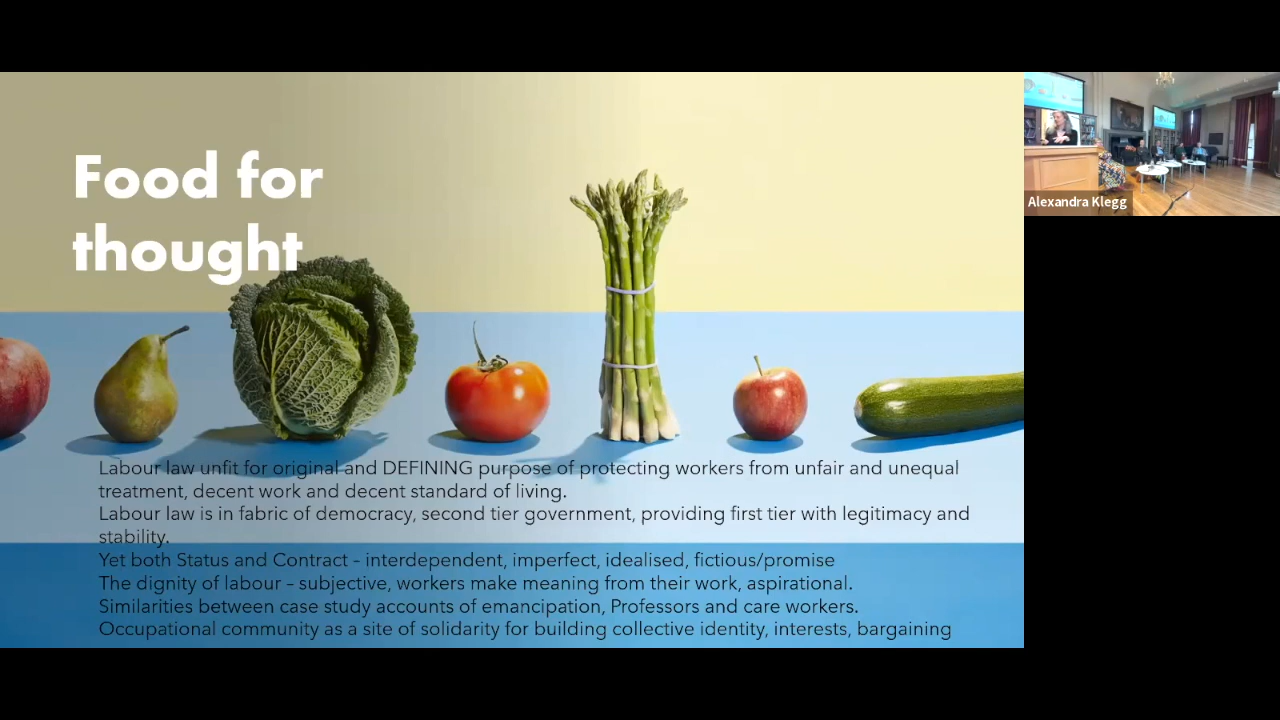 Food for
thought
Labour law unfit for original and DEFINING purpose of protecting workers from unfair and unequal
treatment, decent work and decent standard of living.
Labour law is in fabric of democracy, second tier government, providing first tier with legitimacy and
stability.
Yet both Status and Contract – interdependent, imperfect, idealised, fictious/promise
The dignity of labour – subjective, workers make meaning from their work, aspirational.
Similarities between case study accounts of emancipation, Professors and care workers.
Occupational community as a site of solidarity for building collective identity, interests, bargaining
Alexandra Klegg